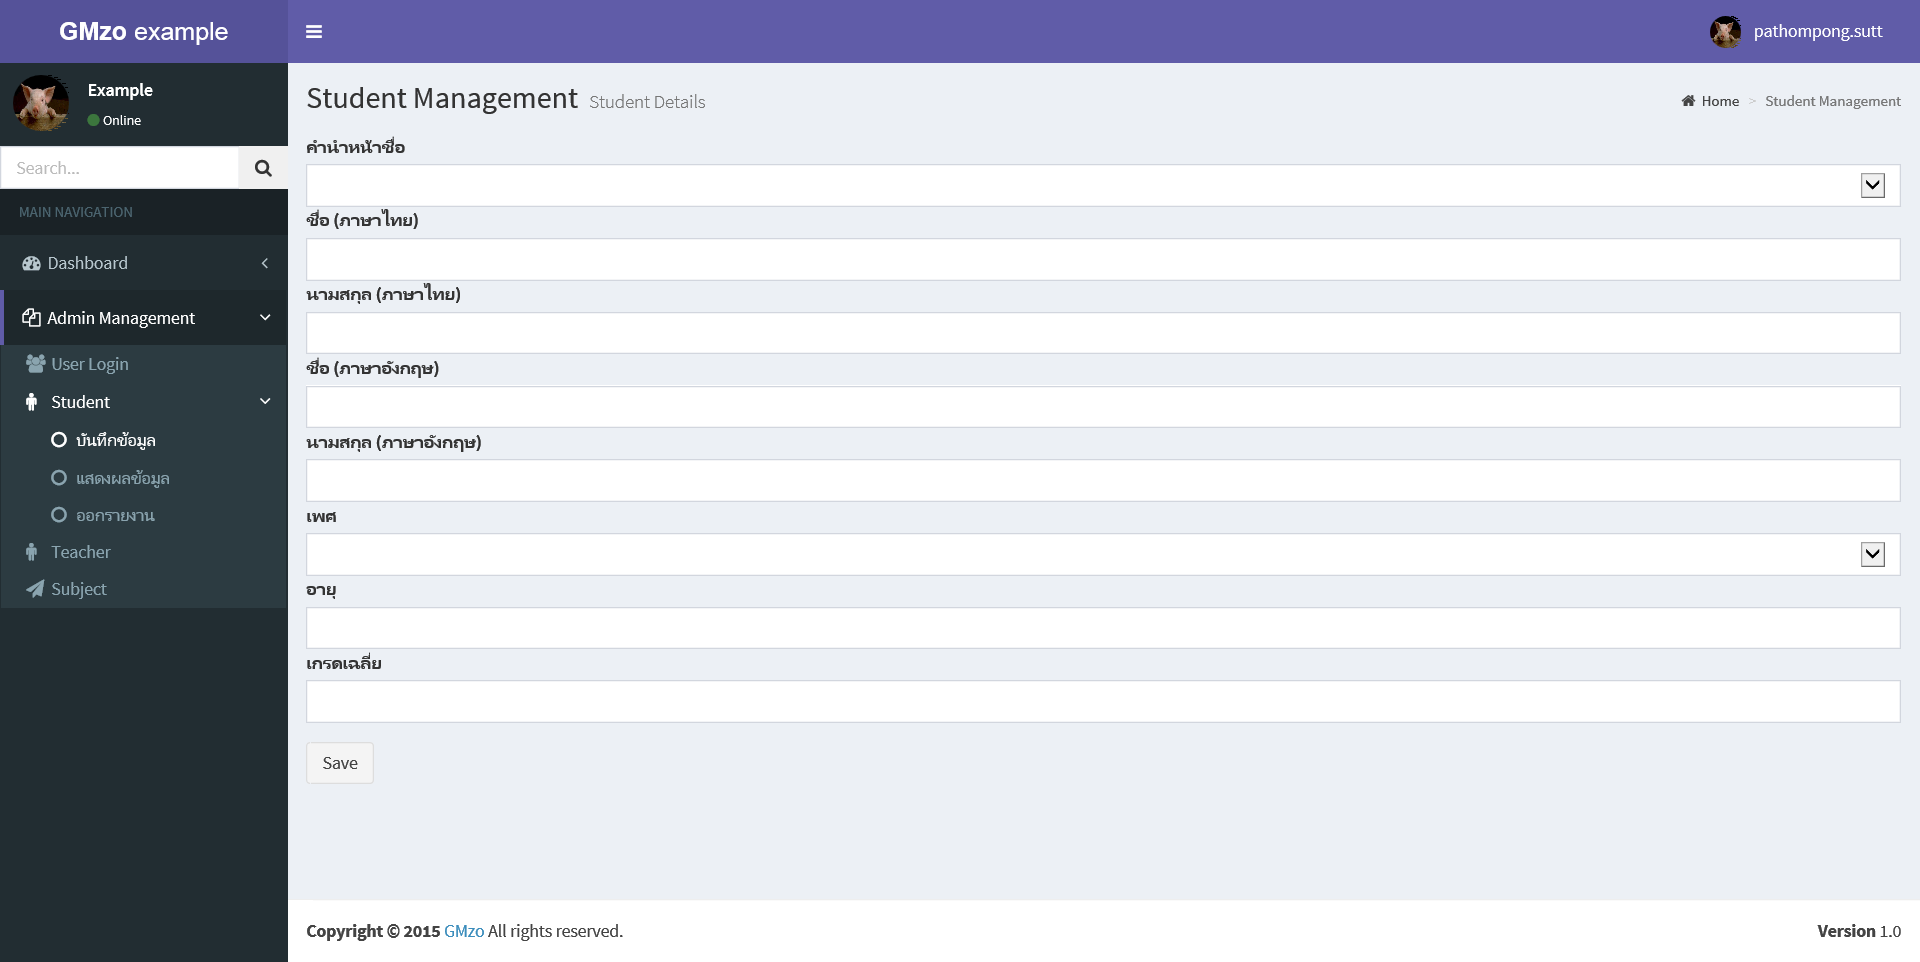 GMzo example
pathompong.sutt
Example
Online
Search...
MAIN NAVIGATION
Dashboard
Admin Management
User Login
Student
บันทึกข้อมูล
แสดงผลข้อมูล
ออกรายงาน
Teacher
Subject
Student Management Student Details
Home > Student Management
คำนำหน้าชื่อ
ชื่อ (ภาษาไทย)
นามสกุล (ภาษาไทย)
ชื่อ (ภาษาอังกฤษ)
นามสกุล (ภาษาอังกฤษ)
เพศ
อายุ
เกรดเฉลี่ย
Save
Copyright © 2015 GMzo All rights reserved.
Version 1.0